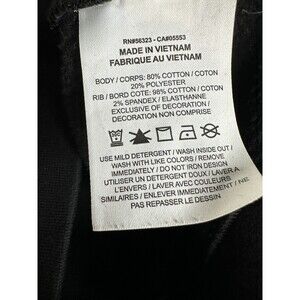 RN#56323 - CA#05553
MADE IN VIETNAM
FABRIQUE AU VIETNAM
BODY / CORPS: 80% COTTON / COTON
20% POLYESTER
RIB / BORD COTE: 98% COTTON / COTON
2% SPANDEX / ELASTHANNE
EXCLUSIVE OF DECORATION /
DECORATION NON COMPRISE
USE MILD DETERGENT / WASH INSIDE OUT /
WASH WITH LIKE COLORS / REMOVE
IMMEDIATELY / DO NOT IRON DESIGN
UTILISER UN DETERGENT DOUX / LAVER A
L'ENVERS / LAVER AVEC COULEURS
SIMILAIRES / ENLEVER IMMEDIATEMENT / NE
PAS REPASSER LE DESSIN